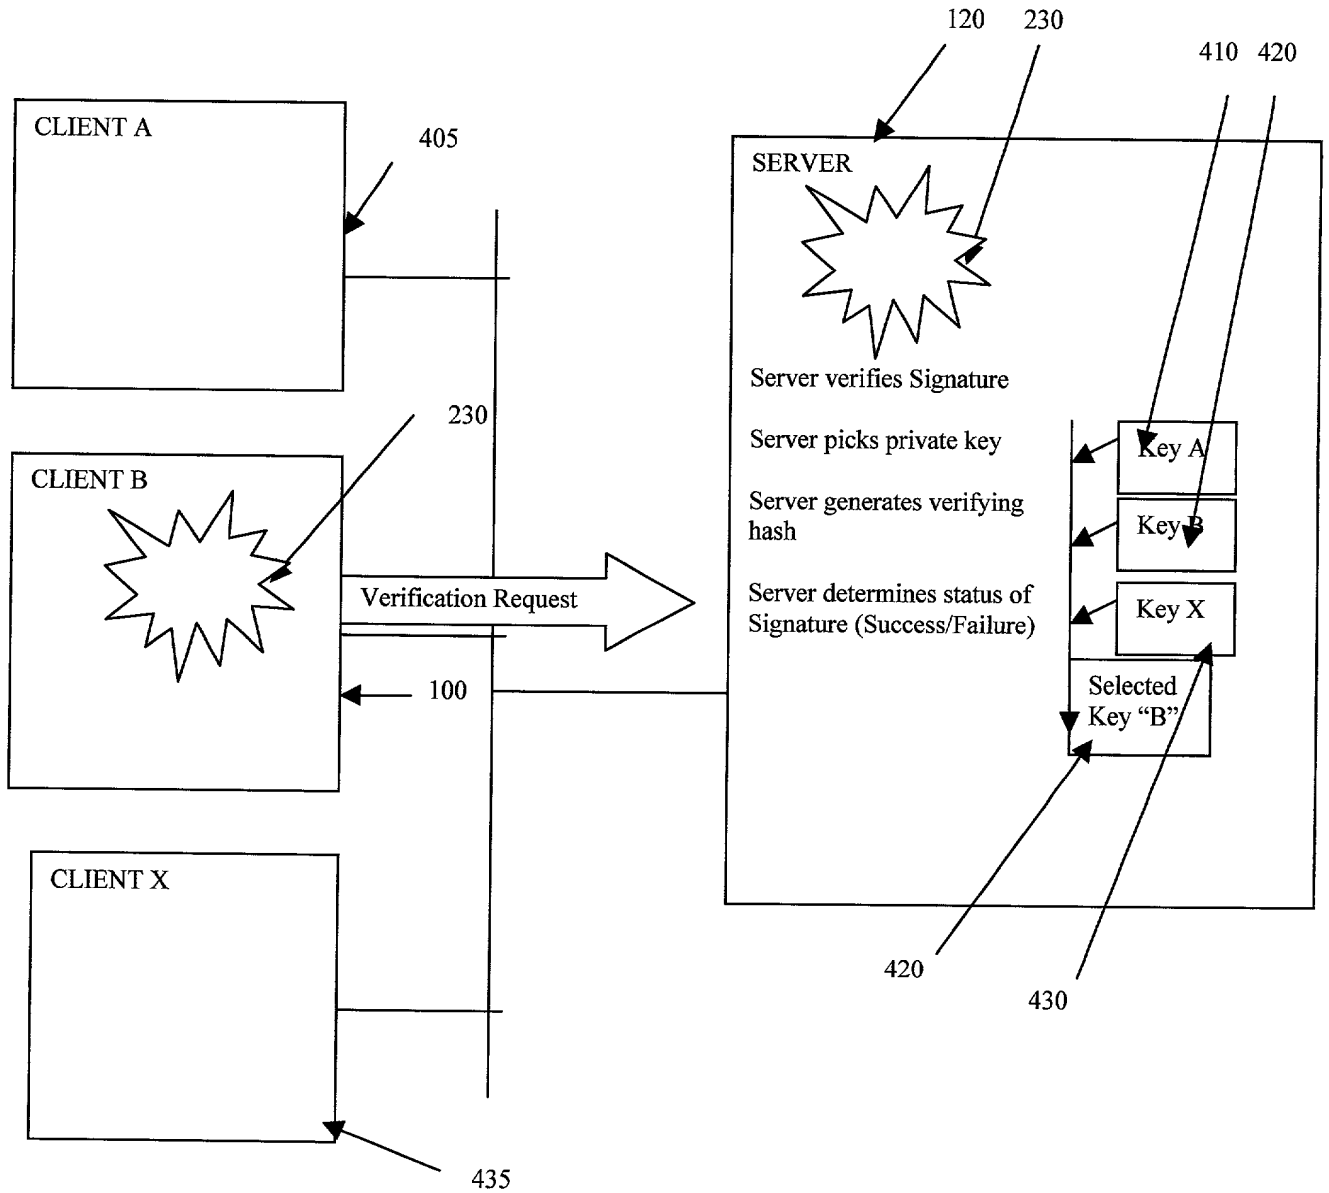 120
230
410
420
CLIENT A
405
SERVER
230
CLIENT B
Server verifies Signature
Server picks private key
Key A
Server generates verifying
hash
Key B
Verification Request
Server determines status of
Signature (Success/Failure)
Key X
100
Selected
Key “B”
CLIENT X
420
430
435